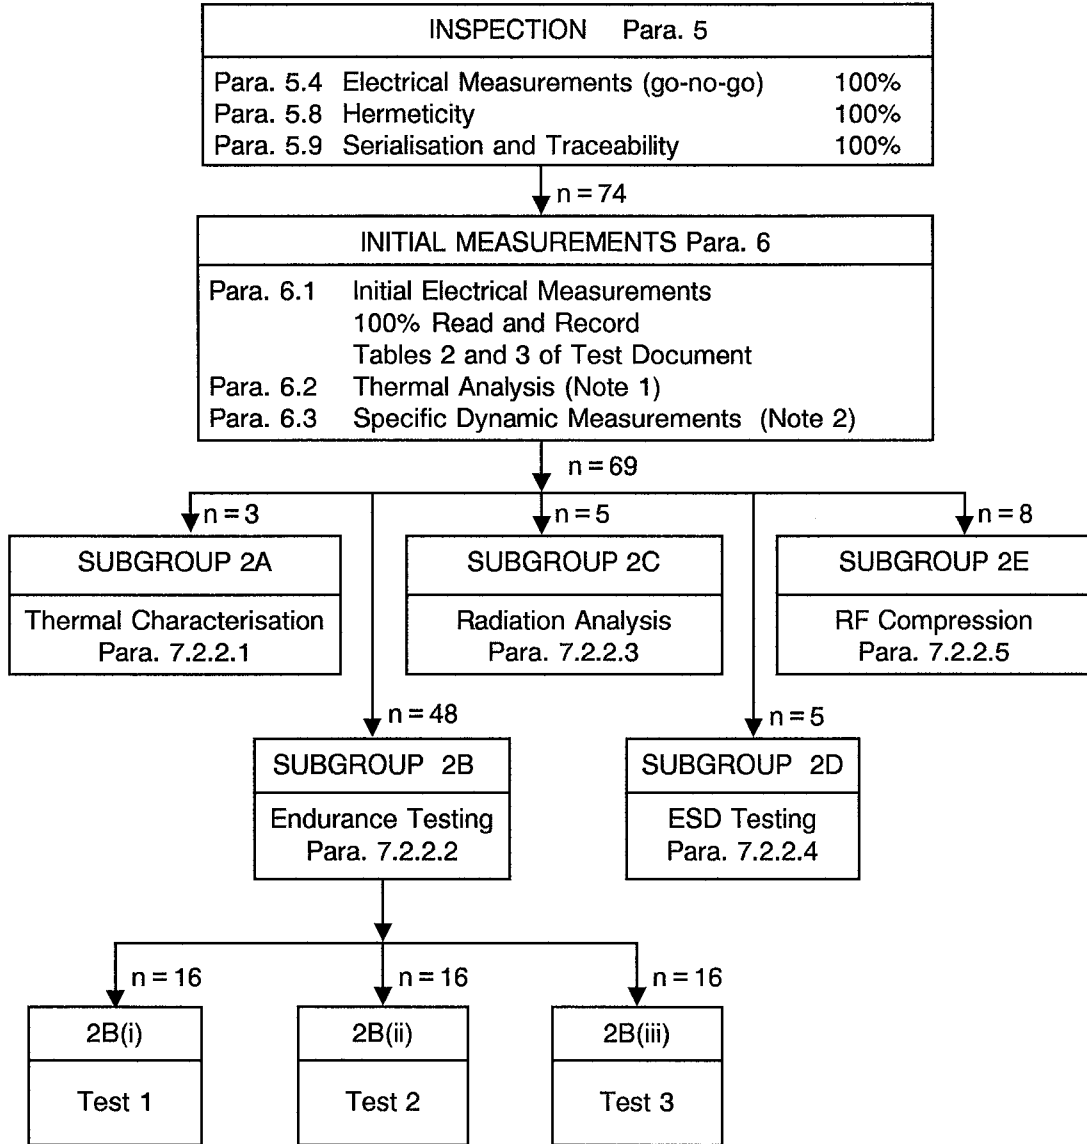 INSPECTION Para. 5
Para. 5.4 Electrical Measurements (go-no-go) 100%
Para. 5.8 Hermeticity 100%
Para. 5.9 Serialisation and Traceability 100%
n = 74
INITIAL MEASUREMENTS Para. 6
Para. 6.1 Initial Electrical Measurements
100% Read and Record
Tables 2 and 3 of Test Document
Para. 6.2 Thermal Analysis (Note 1)
Para. 6.3 Specific Dynamic Measurements (Note 2)
n = 69
n = 3
n = 5
n = 8
SUBGROUP 2A
Thermal Characterisation
Para. 7.2.2.1
SUBGROUP 2C
Radiation Analysis
Para. 7.2.2.3
SUBGROUP 2E
RF Compression
Para. 7.2.2.5
n = 48
n = 5
SUBGROUP 2B
Endurance Testing
Para. 7.2.2.2
SUBGROUP 2D
ESD Testing
Para. 7.2.2.4
n = 16
n = 16
n = 16
2B(i)
Test 1
2B(ii)
Test 2
2B(iii)
Test 3